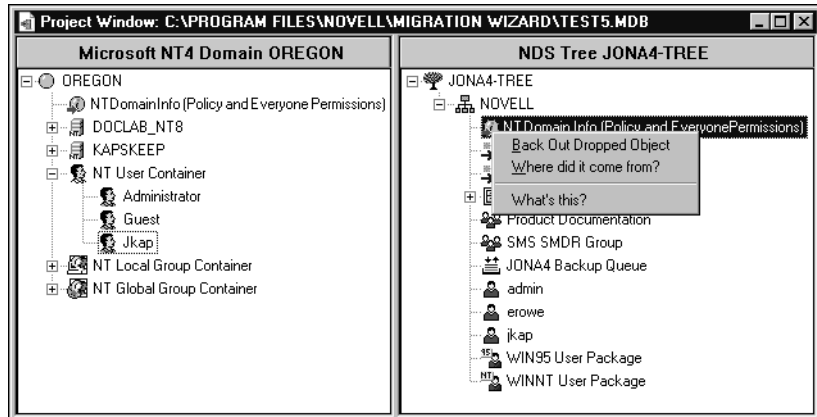 Project Window: C:\PROGRAM FILES\NOVELL\MIGRATION WIZARD\TEST5.MDB
Microsoft NT4 Domain OREGON
OREGON
NTDomainInfo (Policy and Everyone Permissions)
DOCLAB_NT8
KAPSKEEP
NT User Container
Administrator
Guest
Jkap
NT Local Group Container
NT Global Group Container
NDS Tree JONA4-TREE
JONA4-TREE
NOVELL
NTDomain Info (Policy and EveryonePermissions)
Back Out Dropped Object
Where did it come from?
What's this?
Product Documentation
SMS SMDR Group
JONA4 Backup Queue
admin
erowe
jkap
WIN95 User Package
WINNT User Package